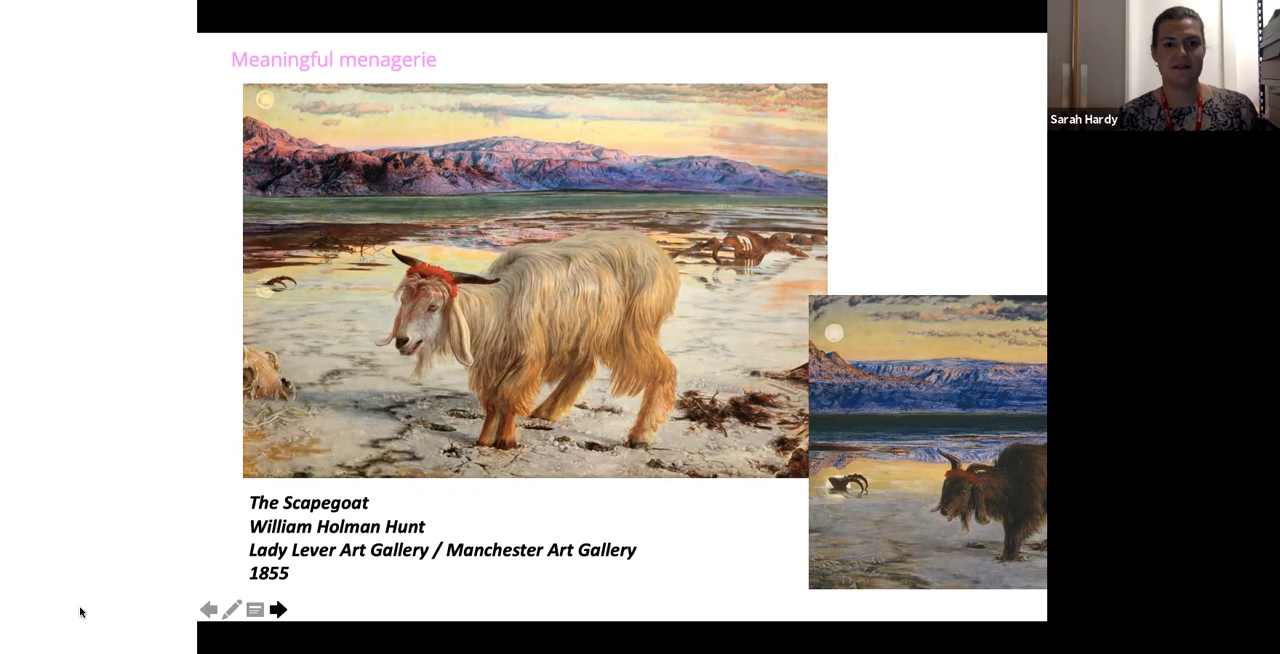 Meaningful menagerie
Sarah Hardy
The Scapegoat
William Holman Hunt
Lady Lever Art Gallery / Manchester Art Gallery
1855